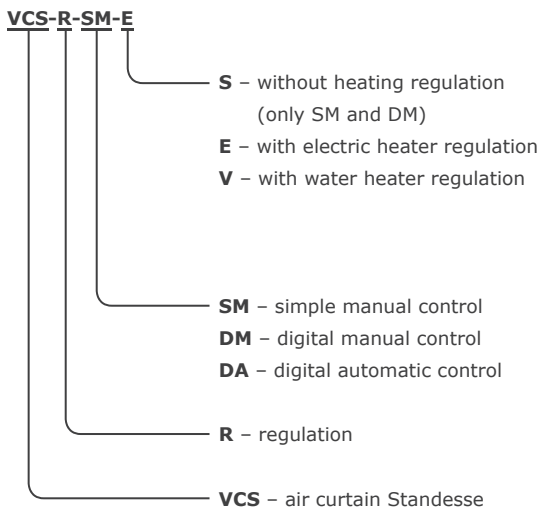 VCS-R-SM-E
S – without heating regulation
(only SM and DM)
E – with electric heater regulation
V – with water heater regulation
SM – simple manual control
DM – digital manual control
DA – digital automatic control
R – regulation
VCS – air curtain Standesse